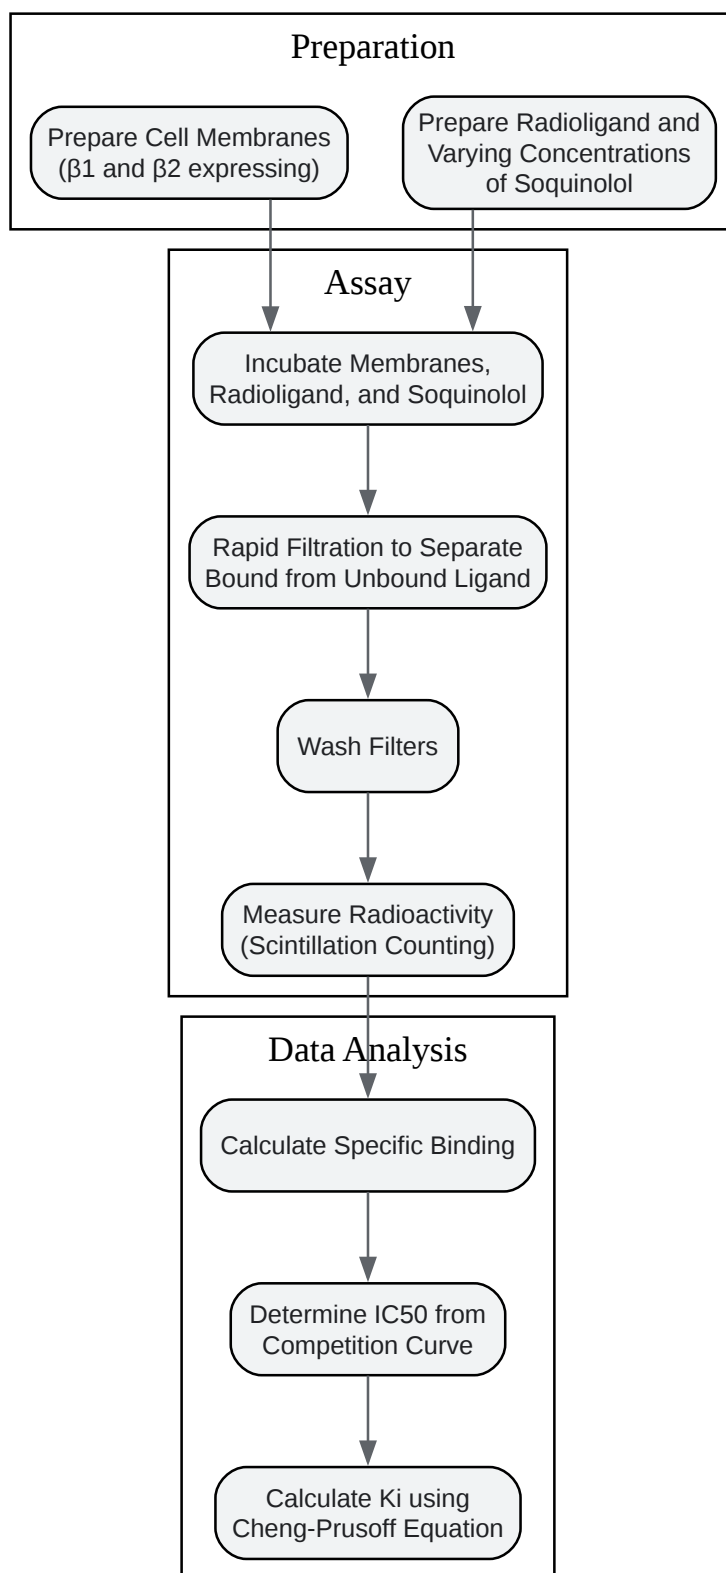 Preparation
Prepare Cell Membranes
(β1 and β2 expressing)
Prepare Radioligand and
Varying Concentrations
of Soquinolol
Assay
Incubate Membranes,
Radioligand, and Soquinolol
Rapid Filtration to Separate
Bound from Unbound Ligand
Wash Filters
Measure Radioactivity
(Scintillation Counting)
Data Analysis
Calculate Specific Binding
Determine IC50 from
Competition Curve
Calculate Ki using
Cheng-Prusoff Equation